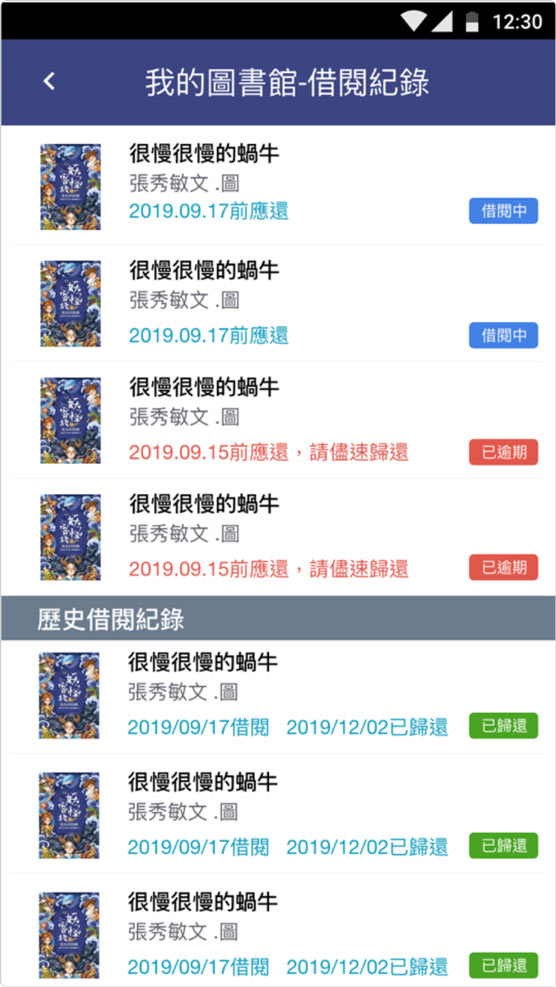 12:30
我的圖書館-借閱紀錄
很慢很慢的蝸牛
張秀敏文 .圖
2019.09.17前應還
借閱中
很慢很慢的蝸牛
張秀敏文 .圖
2019.09.17前應還
借閱中
很慢很慢的蝸牛
張秀敏文 .圖
2019.09.15前應還，請儘速歸還
已逾期
很慢很慢的蝸牛
張秀敏文 .圖
2019.09.15前應還，請儘速歸還
已逾期
歷史借閱紀錄
很慢很慢的蝸牛
張秀敏文 .圖
2019/09/17借閱 2019/12/02已歸還
已歸還
很慢很慢的蝸牛
張秀敏文 .圖
2019/09/17借閱 2019/12/02已歸還
已歸還
很慢很慢的蝸牛
張秀敏文 .圖
2019/09/17借閱 2019/12/02已歸還
已歸還